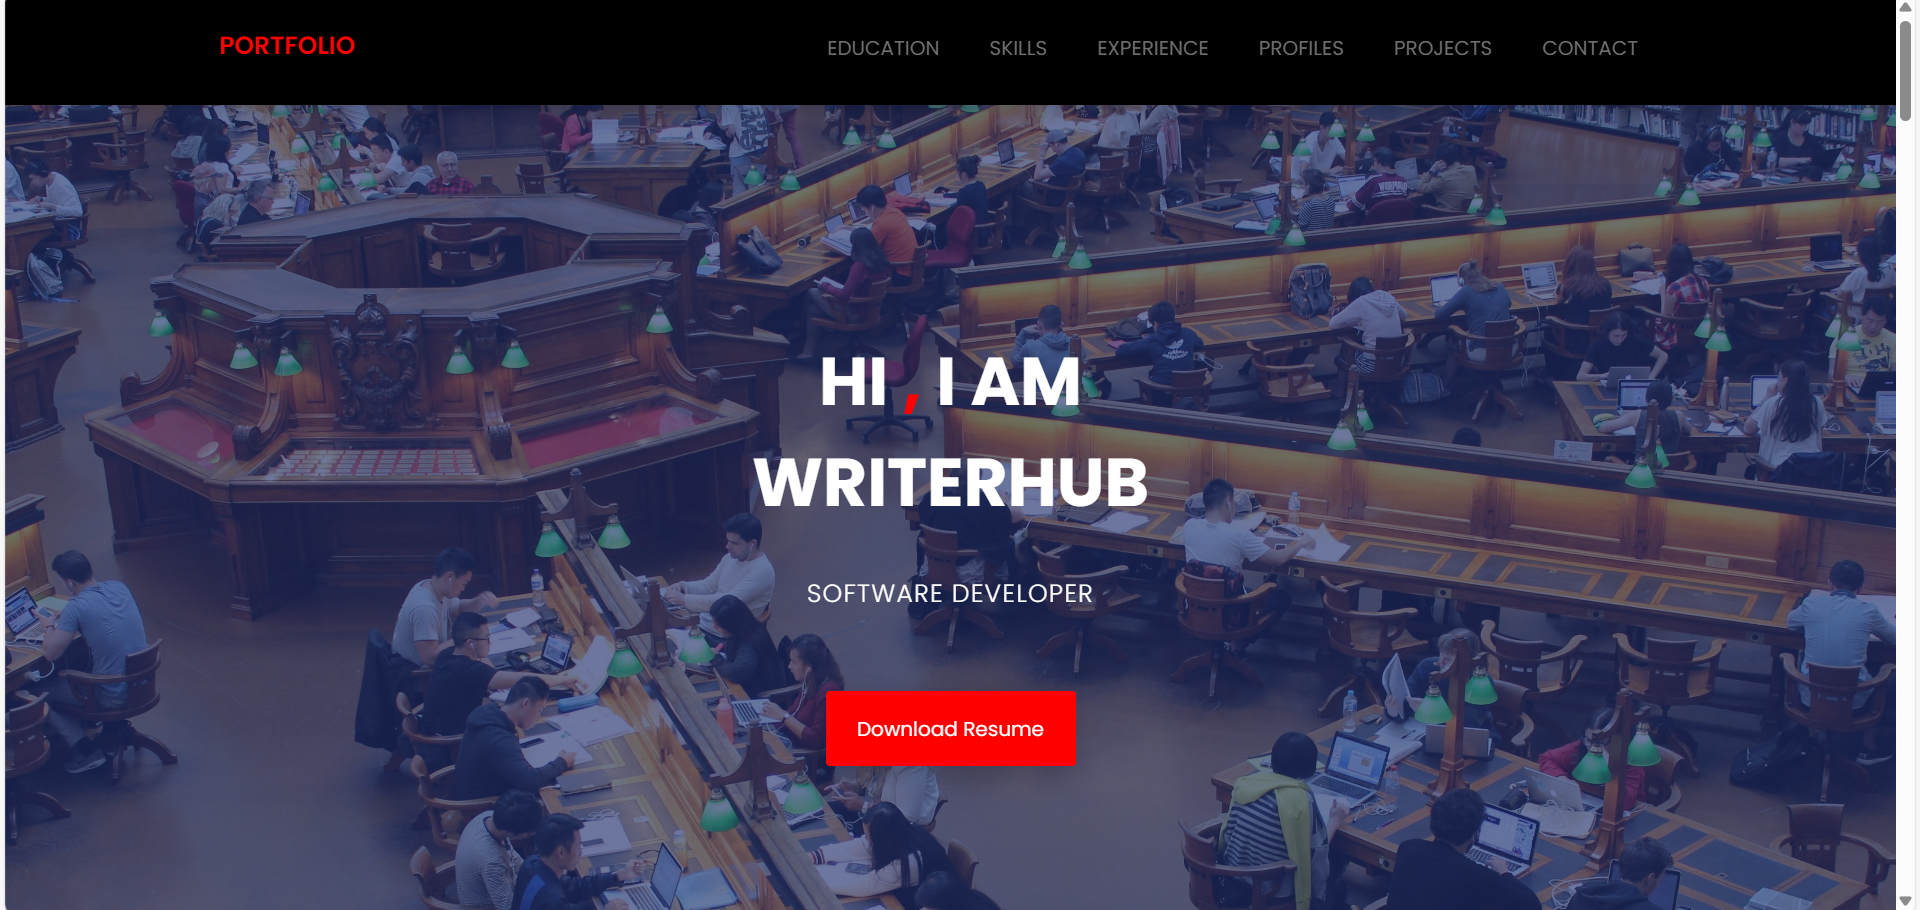 PORTFOLIO
EDUCATION SKILLS EXPERIENCE PROFILES PROJECTS CONTACT
HI , I AM
WRITERHUB
SOFTWARE DEVELOPER
Download Resume